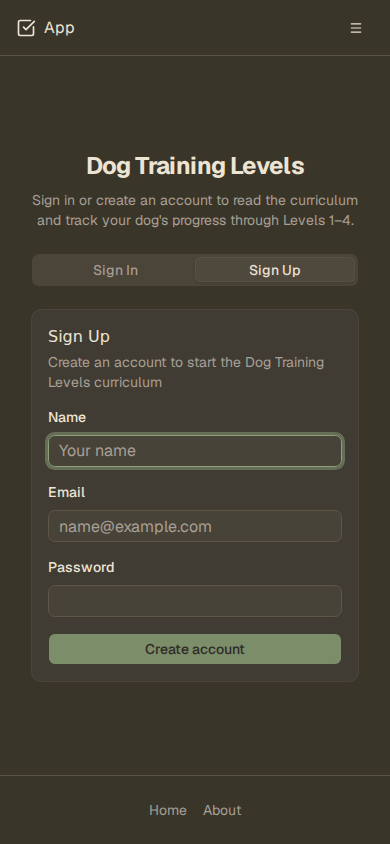 App
Dog Training Levels
Sign in or create an account to read the curriculum
and track your dog's progress through Levels 1–4.
Sign In
Sign Up
Sign Up
Create an account to start the Dog Training
Levels curriculum
Name
Your name
Email
name@example.com
Password
Create account
Home About